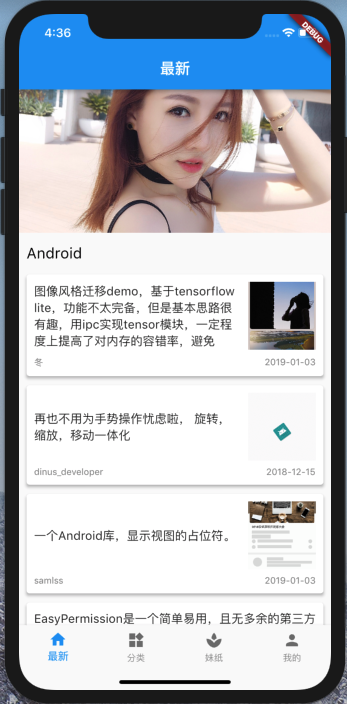 4:36
DEBUG
最新
Android
图像风格迁移demo，基于tensorflow
lite，功能不太完备，但是基本思路很
有趣，用ipc实现tensor模块，一定程
度上提高了对内存的容错率，避免
冬
2019-01-03
再也不用为手势操作忧虑啦， 旋转，
缩放，移动一体化
dinus_developer
2018-12-15
一个Android库，显示视图的占位符。
samlss
2019-01-03
EasyPermission是一个简单易用，且无多余的第三方
最新
分类
妹纸
我的